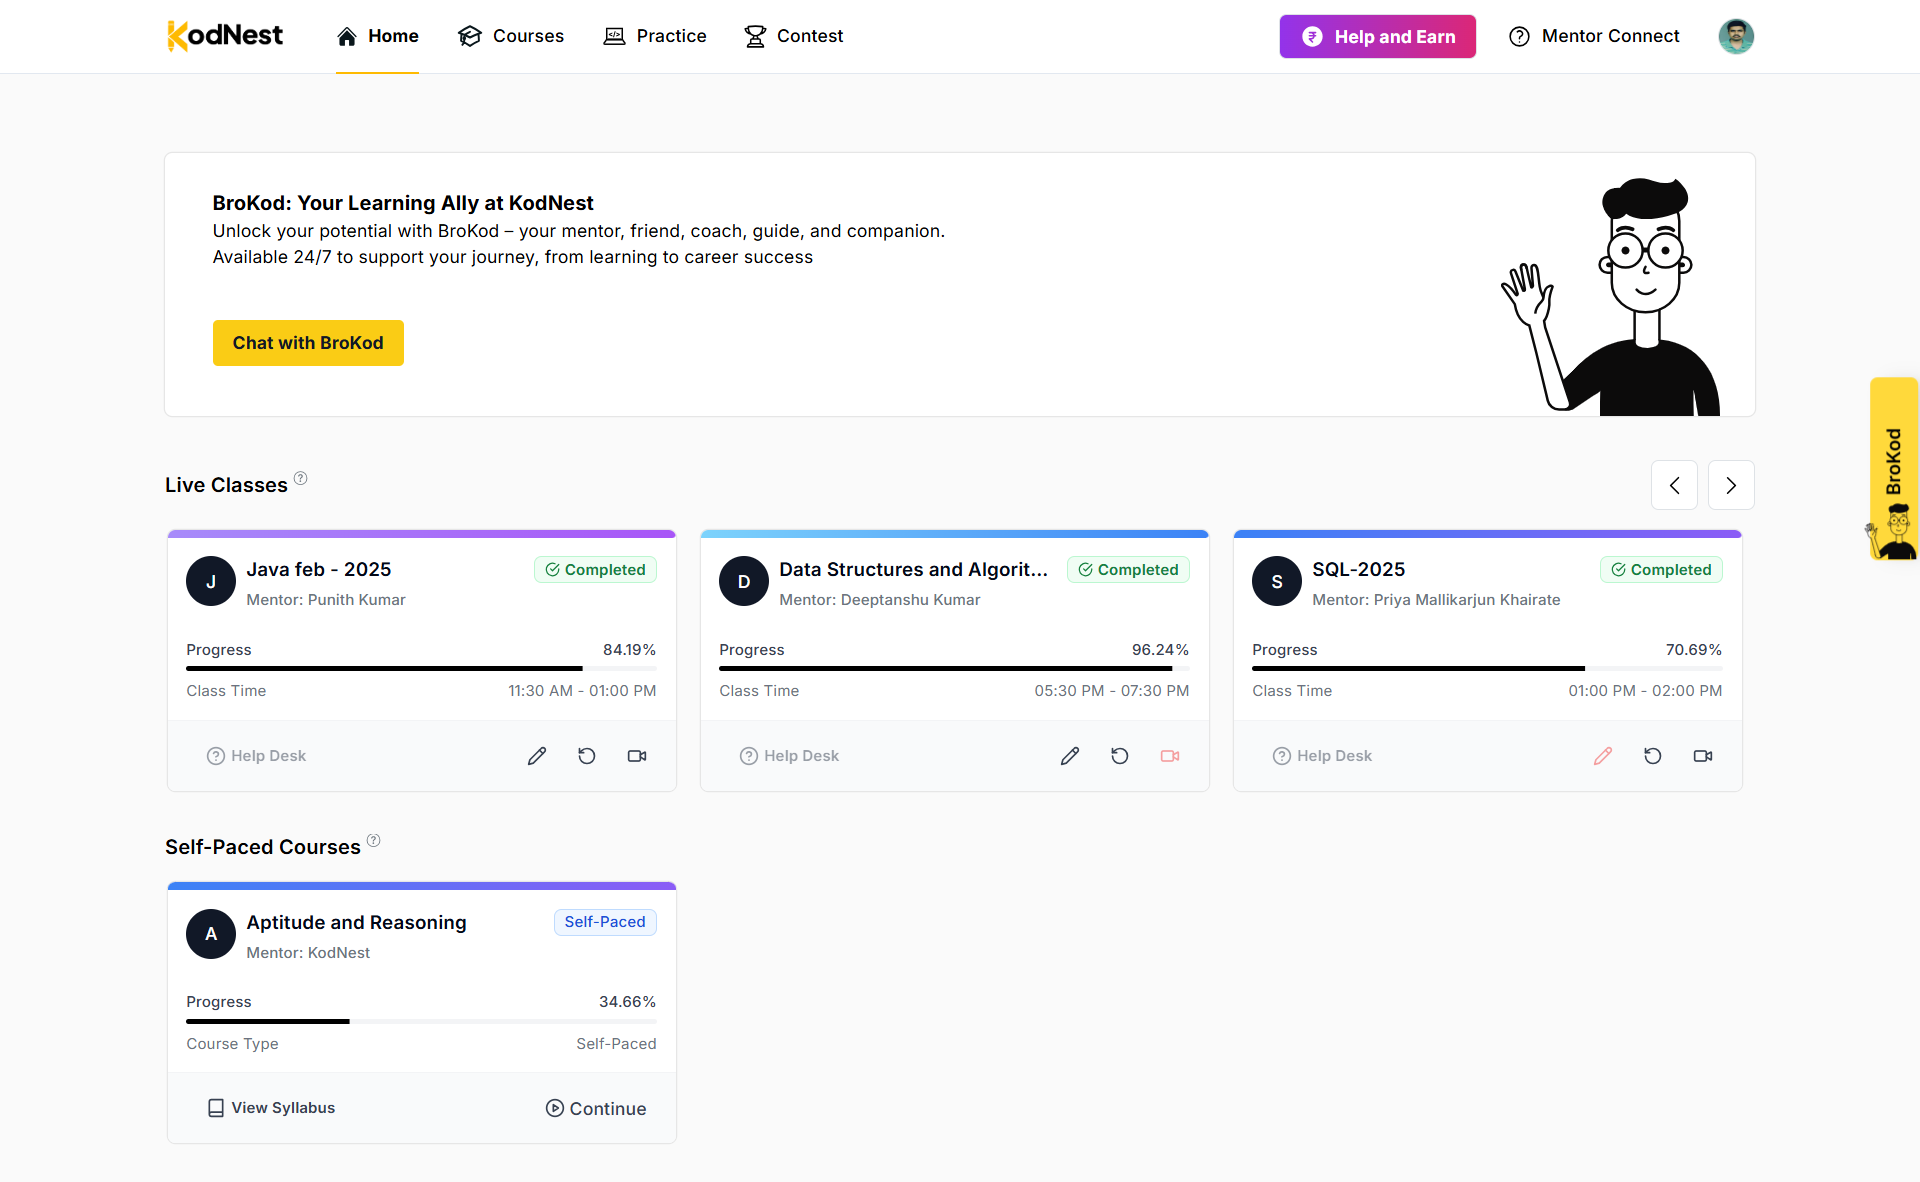 KodNest
Home
Courses
Practice
Contest
Help and Earn
Mentor Connect
BroKod: Your Learning Ally at KodNest
Unlock your potential with BroKod – your mentor, friend, coach, guide, and companion.
Available 24/7 to support your journey, from learning to career success
Chat with BroKod
BroKod
Live Classes
J
Java feb - 2025
Completed
Mentor: Punith Kumar
Progress 84.19%
Class Time 11:30 AM - 01:00 PM
Help Desk
D
Data Structures and Algorit...
Completed
Mentor: Deeptanshu Kumar
Progress 96.24%
Class Time 05:30 PM - 07:30 PM
Help Desk
S
SQL-2025
Completed
Mentor: Priya Mallikarjun Khairate
Progress 70.69%
Class Time 01:00 PM - 02:00 PM
Help Desk
Self-Paced Courses
A
Aptitude and Reasoning
Self-Paced
Mentor: KodNest
Progress 34.66%
Course Type Self-Paced
View Syllabus
Continue